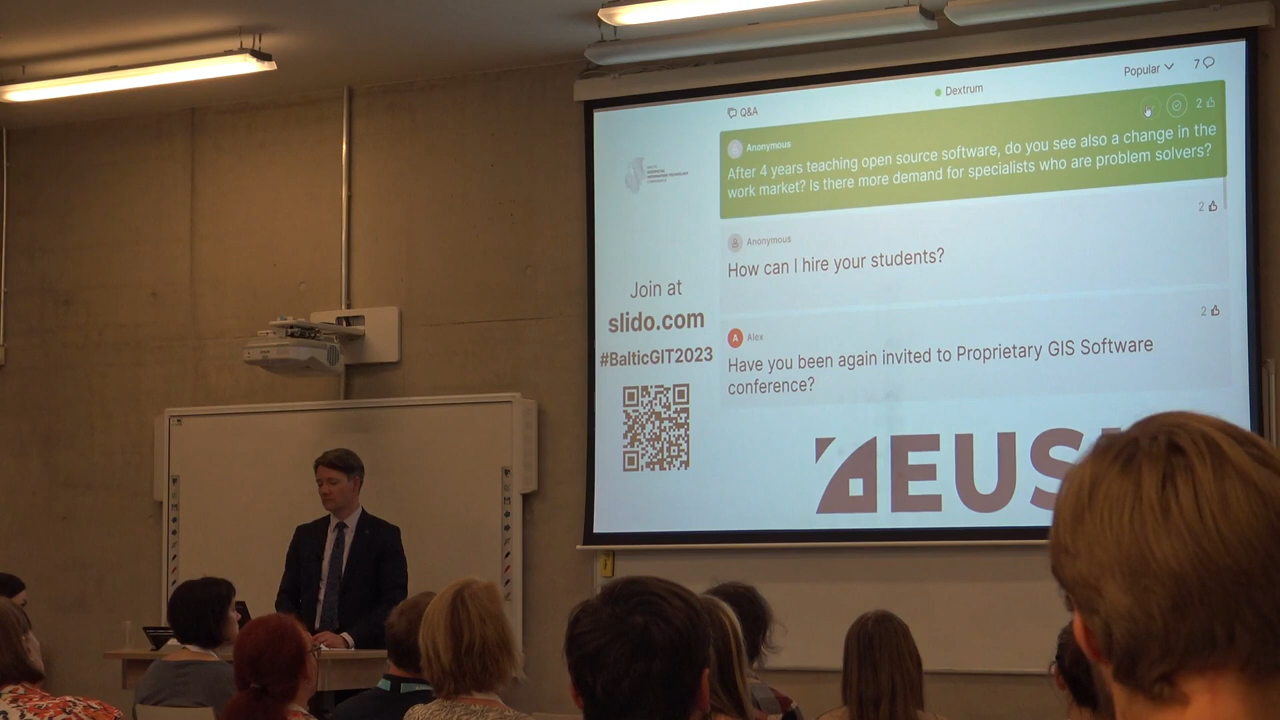 Popular
7
Dextrum
Q&A
2
Anonymous
After 4 years teaching open source software, do you see also a change in the
work market? Is there more demand for specialists who are problem solvers?
2
Anonymous
How can I hire your students?
2
A Alex
Have you been again invited to Proprietary GIS Software
conference?
Join at
slido.com
#BalticGIT2023
EUS